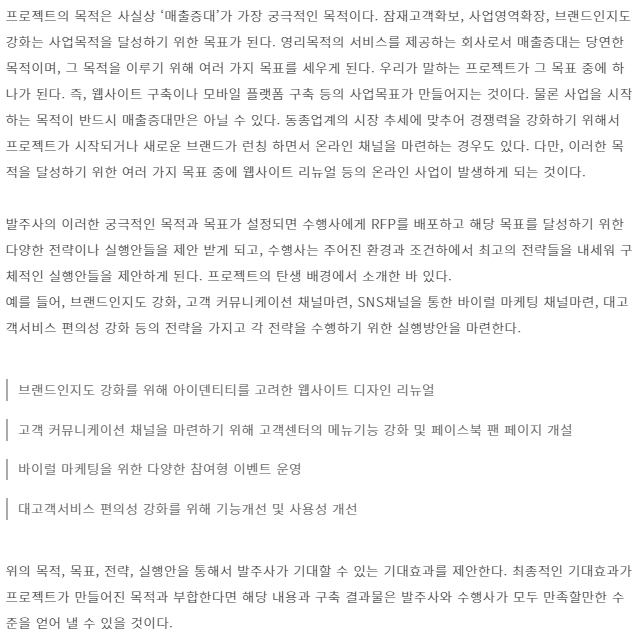 프로젝트의 목적은 사실상 ‘매출증대’가 가장 궁극적인 목적이다. 잠재고객확보, 사업영역확장, 브랜드인지도
강화는 사업목적을 달성하기 위한 목표가 된다. 영리목적의 서비스를 제공하는 회사로서 매출증대는 당연한
목적이며, 그 목적을 이루기 위해 여러 가지 목표를 세우게 된다. 우리가 말하는 프로젝트가 그 목표 중에 하
나가 된다. 즉, 웹사이트 구축이나 모바일 플랫폼 구축 등의 사업목표가 만들어지는 것이다. 물론 사업을 시작
하는 목적이 반드시 매출증대만은 아닐 수 있다. 동종업계의 시장 추세에 맞추어 경쟁력을 강화하기 위해서
프로젝트가 시작되거나 새로운 브랜드가 런칭 하면서 온라인 채널을 마련하는 경우도 있다. 다만, 이러한 목
적을 달성하기 위한 여러 가지 목표 중에 웹사이트 리뉴얼 등의 온라인 사업이 발생하게 되는 것이다.
발주사의 이러한 궁극적인 목적과 목표가 설정되면 수행사에게 RFP를 배포하고 해당 목표를 달성하기 위한
다양한 전략이나 실행안들을 제안 받게 되고, 수행사는 주어진 환경과 조건하에서 최고의 전략들을 내세워 구
체적인 실행안들을 제안하게 된다. 프로젝트의 탄생 배경에서 소개한 바 있다.
예를 들어, 브랜드인지도 강화, 고객 커뮤니케이션 채널마련, SNS채널을 통한 바이럴 마케팅 채널마련, 대고
객서비스 편의성 강화 등의 전략을 가지고 각 전략을 수행하기 위한 실행방안을 마련한다.
브랜드인지도 강화를 위해 아이덴티티를 고려한 웹사이트 디자인 리뉴얼
고객 커뮤니케이션 채널을 마련하기 위해 고객센터의 메뉴기능 강화 및 페이스북 팬 페이지 개설
바이럴 마케팅을 위한 다양한 참여형 이벤트 운영
대고객서비스 편의성 강화를 위해 기능개선 및 사용성 개선
위의 목적, 목표, 전략, 실행안을 통해서 발주사가 기대할 수 있는 기대효과를 제안한다. 최종적인 기대효과가
프로젝트가 만들어진 목적과 부합한다면 해당 내용과 구축 결과물은 발주사와 수행사가 모두 만족할만한 수
준을 얻어 낼 수 있을 것이다.